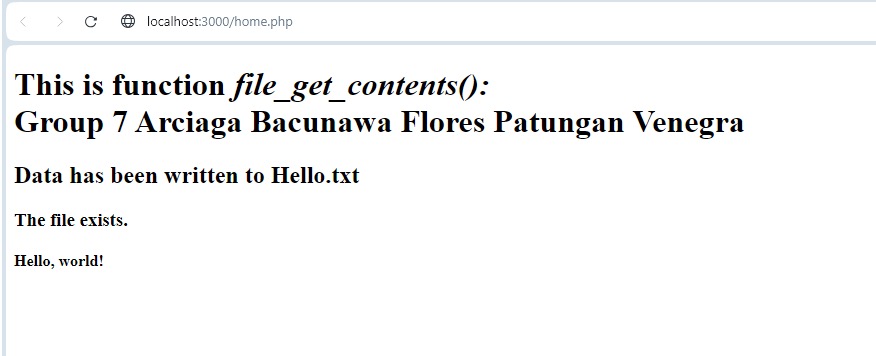 localhost:3000/home.php
This is function file_get_contents():
Group 7 Arciaga Bacunawa Flores Patungan Venegra
Data has been written to Hello.txt
The file exists.
Hello, world!